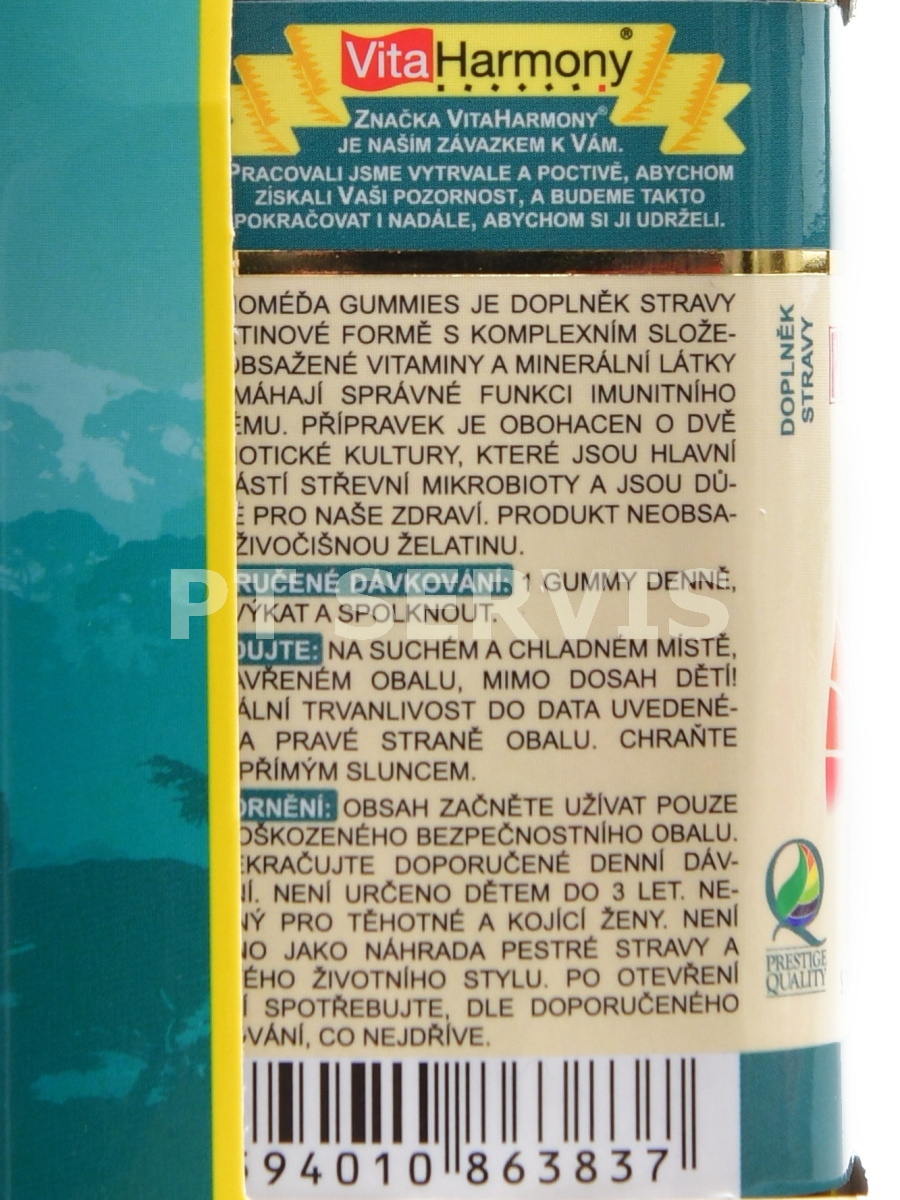 VitaHarmony®
ZNAČKA VITAHARMONY®
JE NAŠÍM ZÁVAZKEM K VÁM.
PRACOVALI JSME VYTRVALE A POCTIVĚ, ABYCHOM
ZÍSKALI VAŠI POZORNOST, A BUDEME TAKTO
POKRAČOVAT I NADÁLE, ABYCHOM SI JI UDRŽELI.
IOMÉĎA GUMMIES JE DOPLNĚK STRAVY
TINOVÉ FORMĚ S KOMPLEXNÍM SLOŽE-
OBSAŽENÉ VITAMINY A MINERÁLNÍ LÁTKY
MÁHAJÍ SPRÁVNÉ FUNKCI IMUNITNÍHO
ÉMU. PŘÍPRAVEK JE OBOHACEN O DVĚ
IOTICKÉ KULTURY, KTERÉ JSOU HLAVNÍ
ÁSTÍ STŘEVNÍ MIKROBIOTY A JSOU DŮ-
É PRO NAŠE ZDRAVÍ. PRODUKT NEOBSA-
ŽIVOČIŠNOU ŽELATINU.
RUČENÉ DÁVKOVÁNÍ: 1 GUMMY DENNĚ,
VÝKAT A SPOLKNOUT.
DUJTE: NA SUCHÉM A CHLADNÉM MÍSTĚ,
AVŘENÉM OBALU, MIMO DOSAH DĚTÍ!
ÁLNÍ TRVANLIVOST DO DATA UVEDENÉ-
A PRAVÉ STRANĚ OBALU. CHRAŇTE
PŘÍMÝM SLUNCEM.
ORNĚNÍ: OBSAH ZAČNĚTE UŽÍVAT POUZE
OŠKOZENÉHO BEZPEČNOSTNÍHO OBALU.
EKRAČUJTE DOPORUČENÉ DENNÍ DÁV-
Í. NENÍ URČENO DĚTEM DO 3 LET. NE-
NÝ PRO TĚHOTNÉ A KOJÍCÍ ŽENY. NENÍ
NO JAKO NÁHRADA PESTRÉ STRAVY A
ÉHO ŽIVOTNÍHO STYLU. PO OTEVŘENÍ
Í SPOTŘEBUJTE, DLE DOPORUČENÉHO
OVÁNÍ, CO NEJDŘÍVE.
594010 863837
DOPLNĚK
STRAVY
PRESTIGE
QUALITY
PI SERVIS